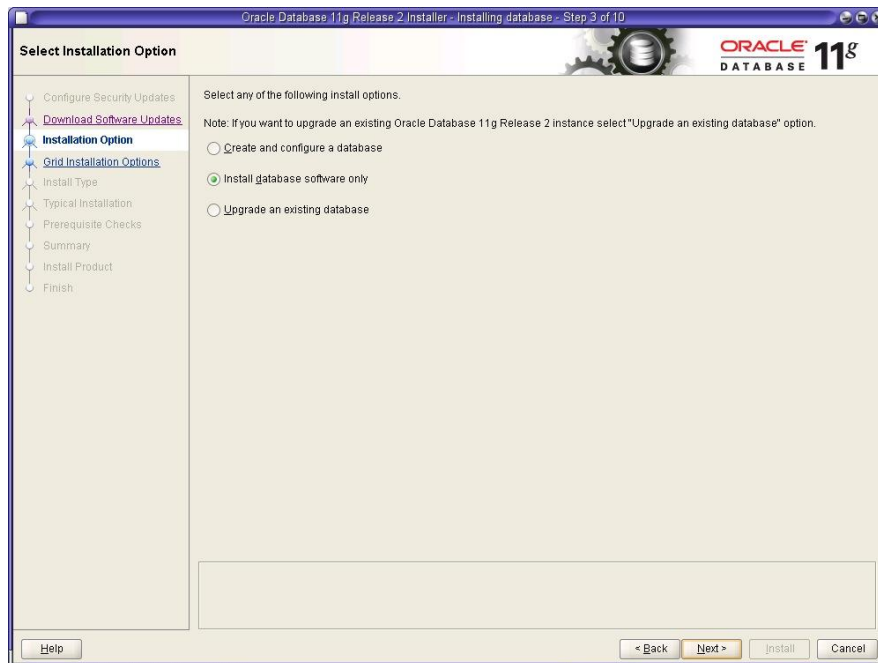 Oracle Database 11g Release 2 Installer - Installing database - Step 3 of 10
Select Installation Option
ORACLE DATABASE 11g
Configure Security Updates
Download Software Updates
Installation Option
Grid Installation Options
Install Type
Typical Installation
Prerequisite Checks
Summary
Install Product
Finish
Select any of the following install options.
Note: If you want to upgrade an existing Oracle Database 11g Release 2 instance select "Upgrade an existing database" option.
Create and configure a database
Install database software only
Upgrade an existing database
Help
< Back
Next >
Install
Cancel